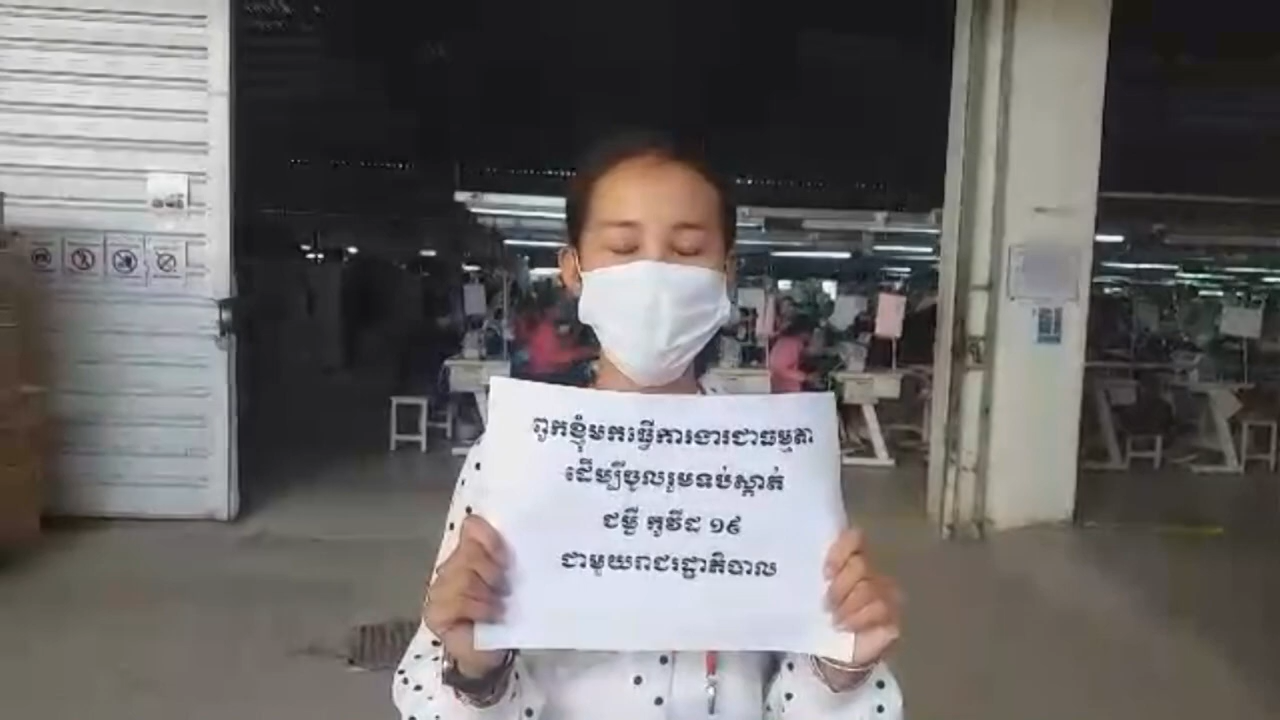 ពួកខ្ញុំមកធ្វើការងារជាធម្មតា
ដើម្បីចូលរួមទប់ស្កាត់
ជម្ងឺ កូវីដ ១៩
ជាមួយរាជរដ្ឋាភិបាល